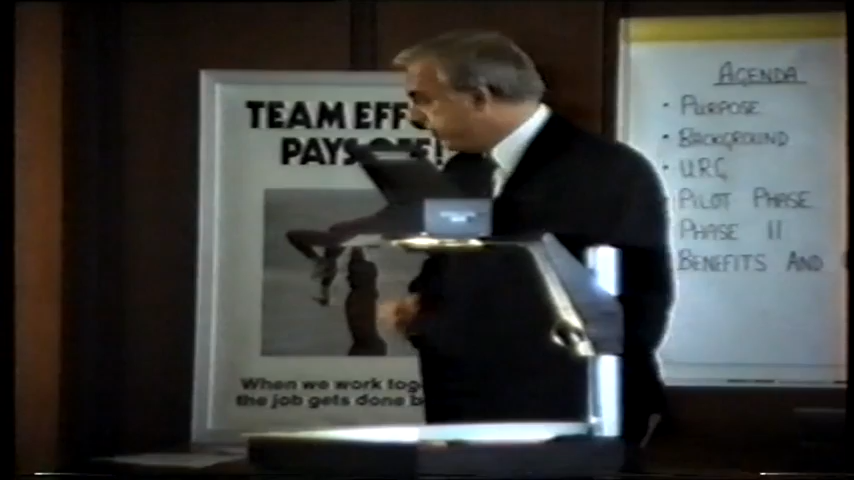 TEAM EFF
PAYS OFF!
When we work tog
the job gets done b
AGENDA
• PURPOSE
• BACKGROUND
• URG
PILOT PHASE
PHASE II
BENEFITS AND